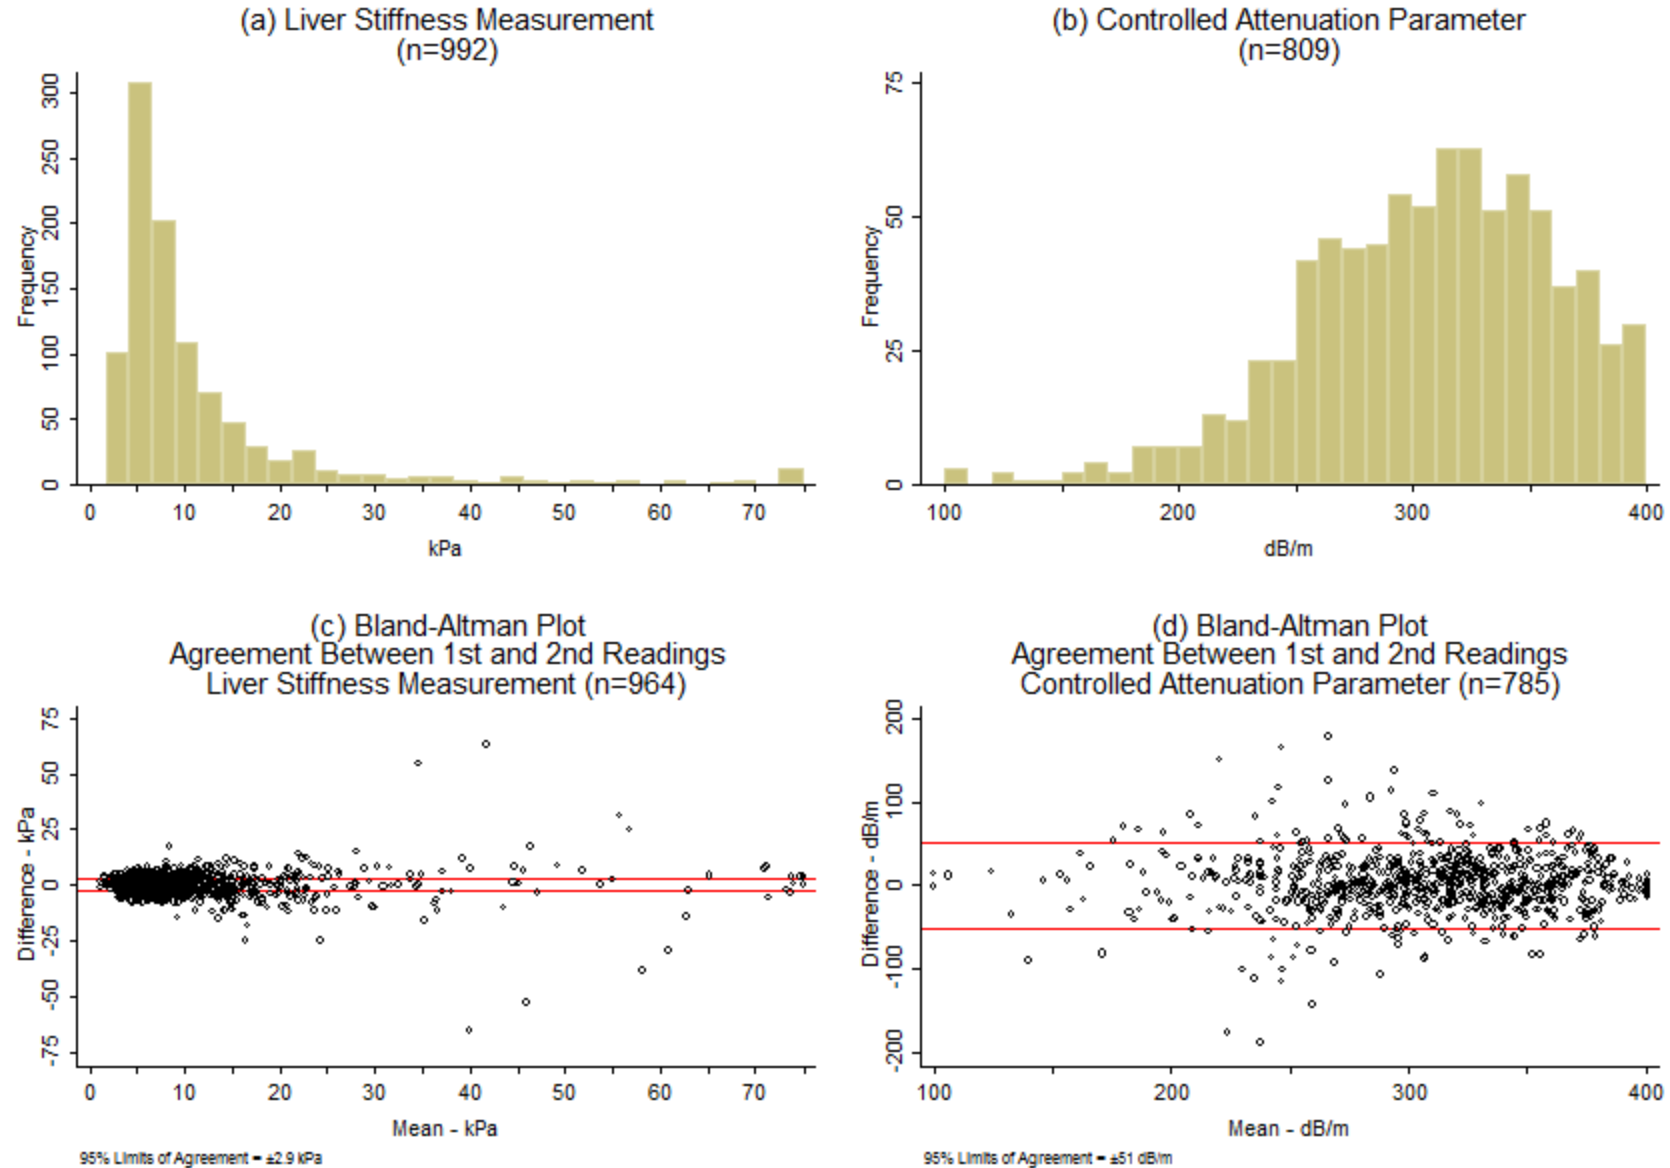 (a) Liver Stiffness Measurement
(n=992)
Frequency
0 50 100 150 200 250 300
0 10 20 30 40 50 60 70
kPa
(b) Controlled Attenuation Parameter
(n=809)
Frequency
0 25 50 75
100 200 300 400
dB/m
(c) Bland-Altman Plot
Agreement Between 1st and 2nd Readings
Liver Stiffness Measurement (n=964)
Difference - kPa
-75 -50 -25 0 25 50 75
0 10 20 30 40 50 60 70
Mean - kPa
95% Limits of Agreement = ±2.9 kPa
(d) Bland-Altman Plot
Agreement Between 1st and 2nd Readings
Controlled Attenuation Parameter (n=785)
Difference - dB/m
-200 -100 0 100 200
100 200 300 400
Mean - dB/m
95% Limits of Agreement = ±51 dB/m